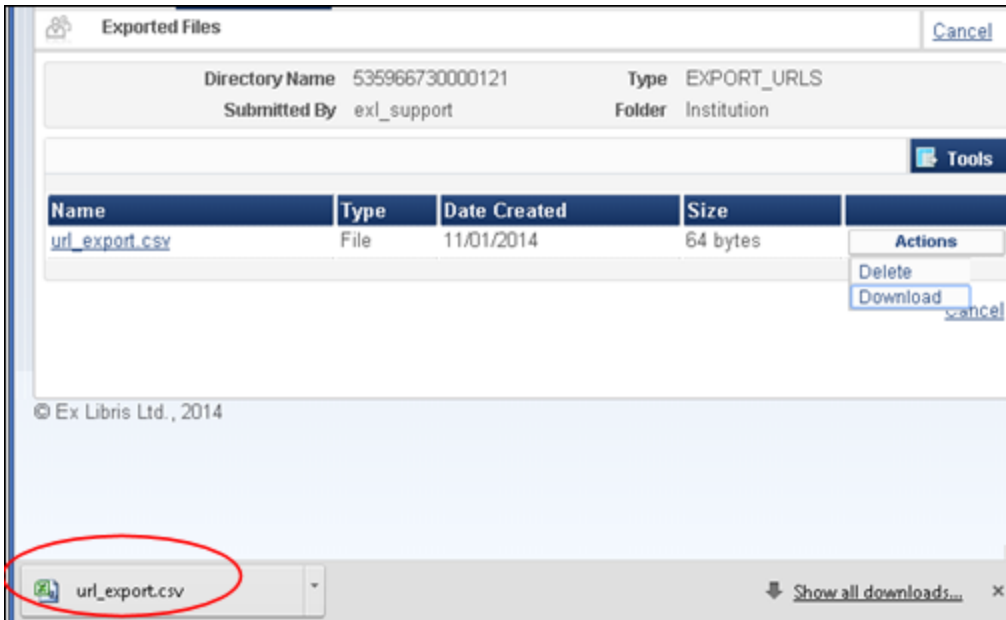 Exported Files Cancel
Directory Name 535966730000121 Type EXPORT_URLS
Submitted By exl_support Folder Institution
Tools
Name Type Date Created Size
url_export.csv File 11/01/2014 64 bytes Actions
Delete
Download
Cancel
© Ex Libris Ltd., 2014
url_export.csv Show all downloads...